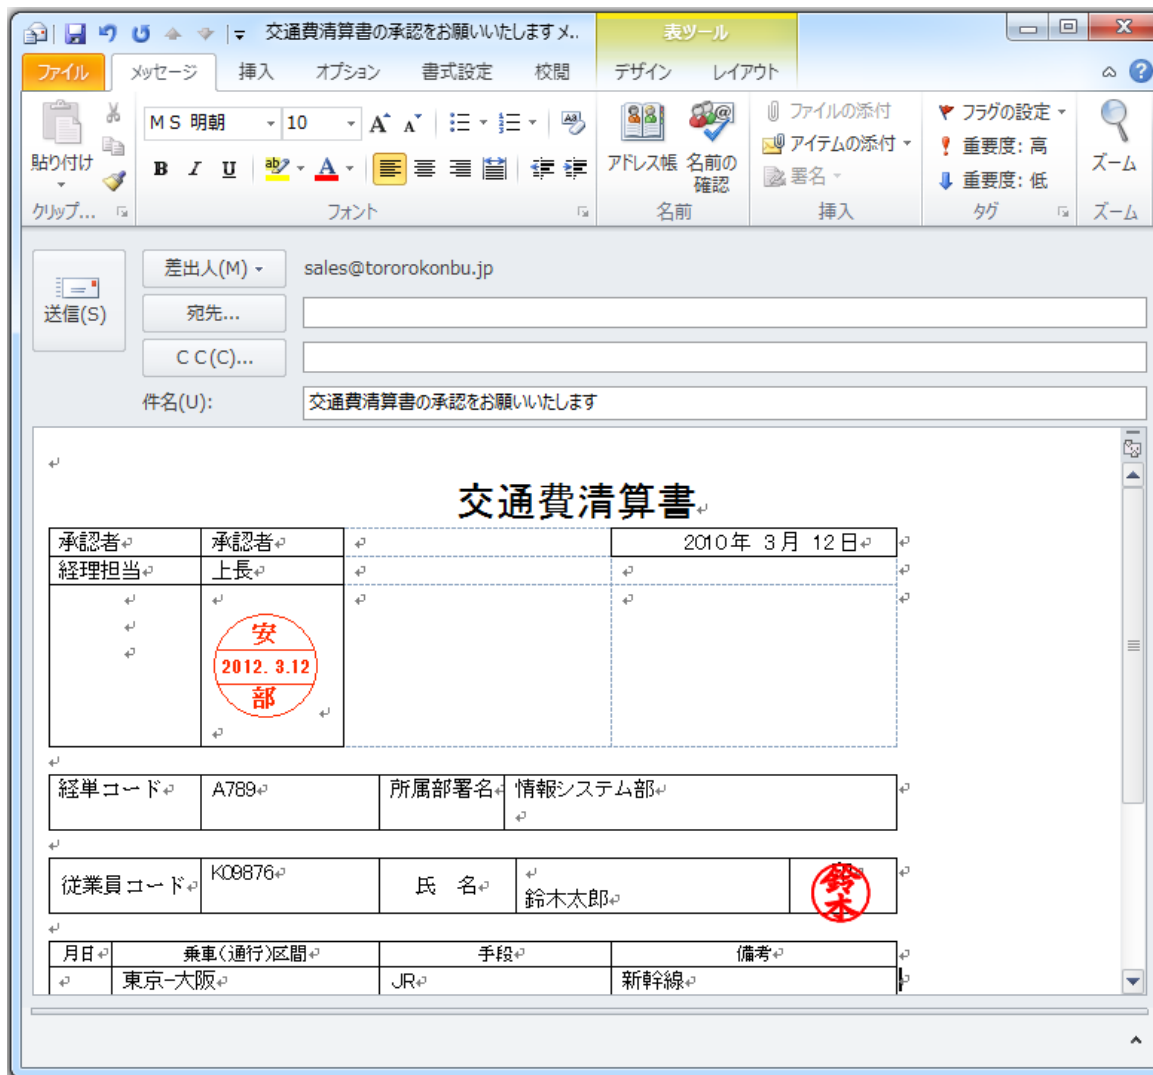 交通費清算書の承認をお願いいたします メ..
表ツール
ファイル メッセージ 挿入 オプション 書式設定 校閲 デザイン レイアウト
貼り付け
クリップ...
ＭＳ 明朝 10
B I U
フォント
アドレス帳
名前の確認
名前
ファイルの添付
アイテムの添付
署名
挿入
フラグの設定
重要度: 高
重要度: 低
タグ
ズーム
ズーム
送信(S)
差出人(M) sales@tororokonbu.jp
宛先...
ＣＣ(C)...
件名(U): 交通費清算書の承認をお願いいたします
交通費清算書
承認者 承認者 2010年 3月 12日
経理担当 上長
安
2012. 3.12
部
経単コード A789 所属部署名 情報システム部
従業員コード K09876 氏 名 鈴木太郎
鈴木
月日 乗車(通行)区間 手段 備考
東京-大阪 JR 新幹線